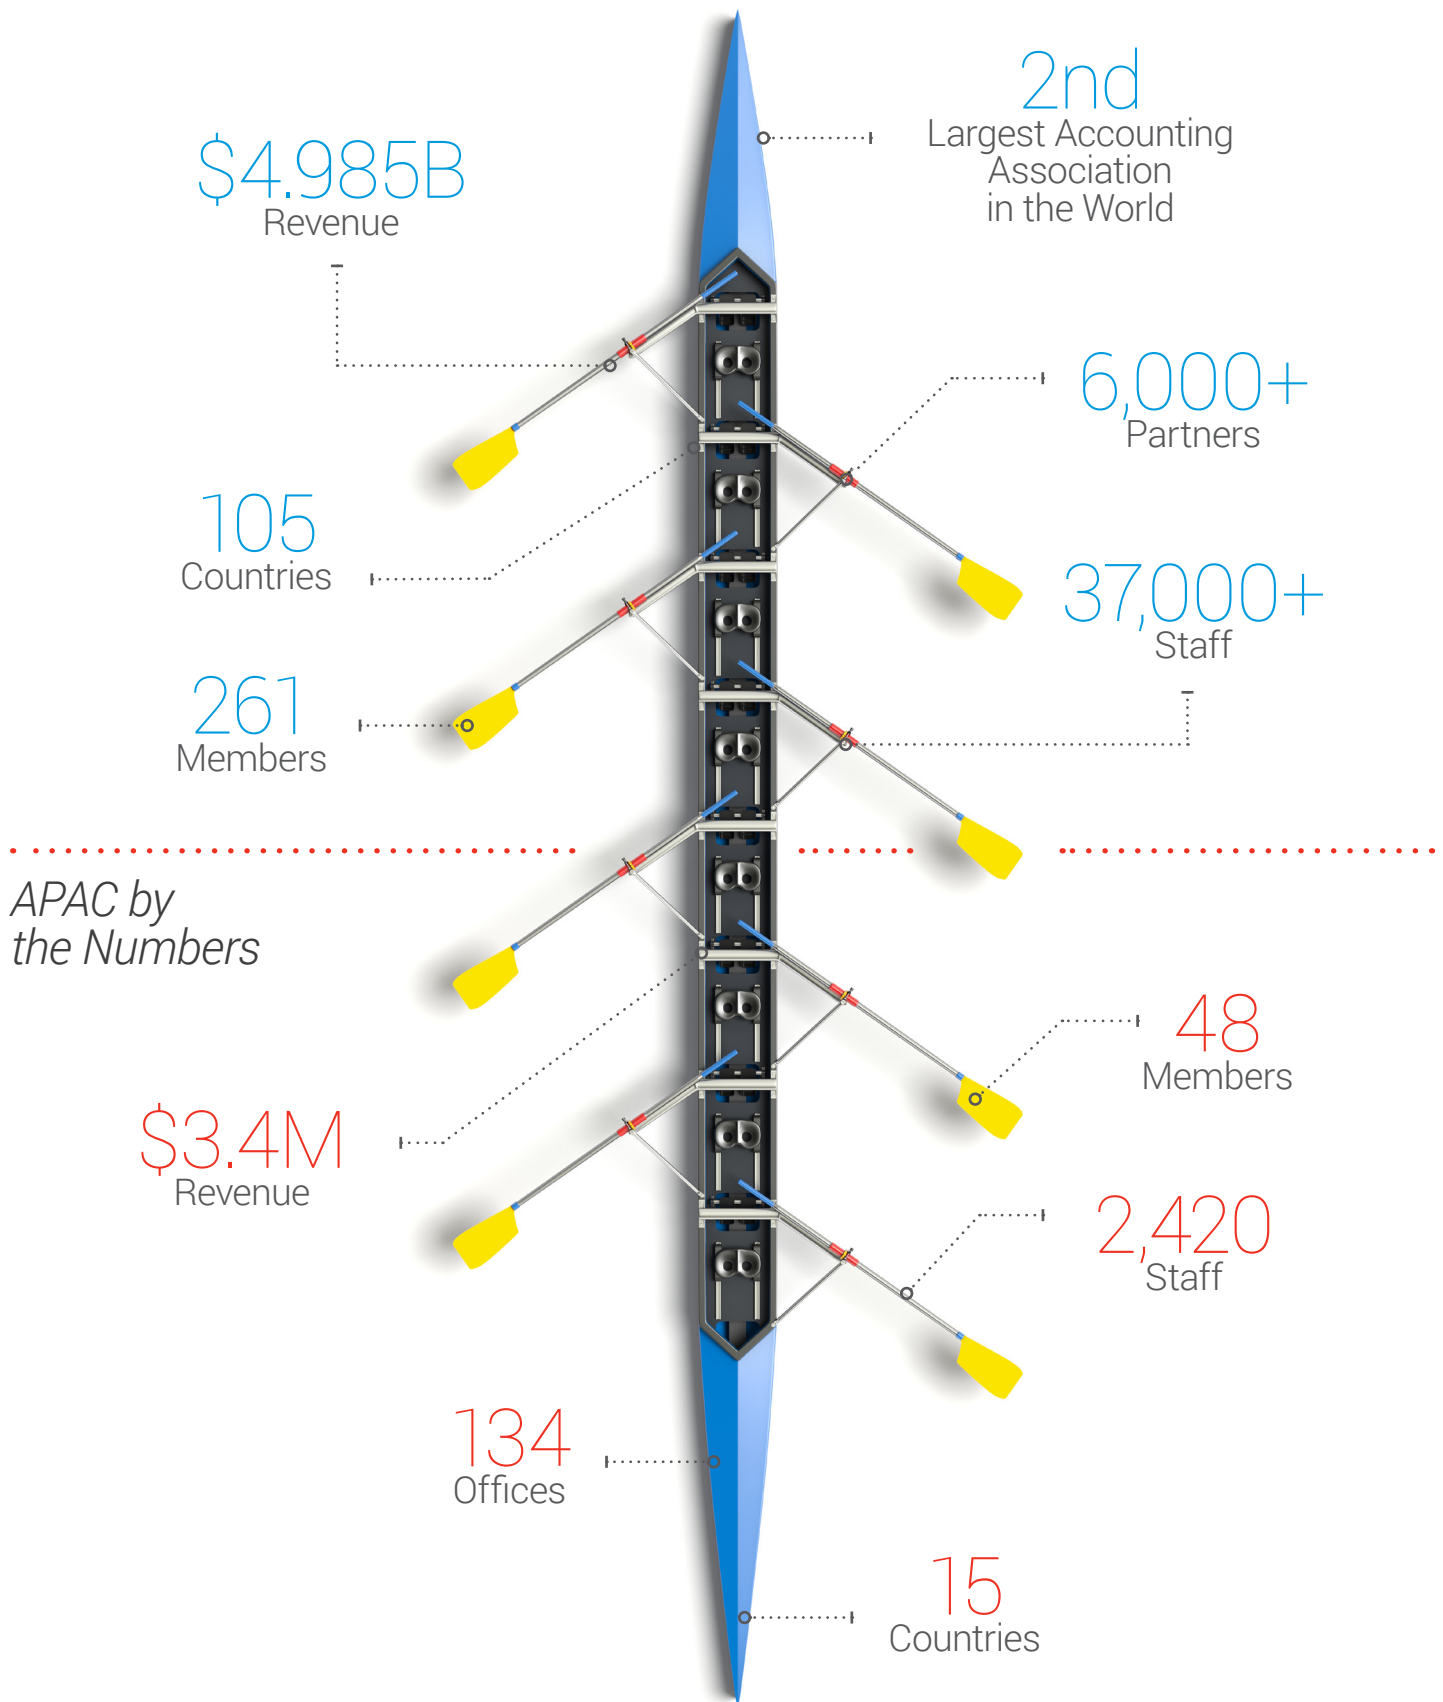 2nd
Largest Accounting
Association
in the World
$4.985B
Revenue
6,000+
Partners
105
Countries
37,000+
Staff
261
Members
APAC by
the Numbers
48
Members
$3.4M
Revenue
2,420
Staff
134
Offices
15
Countries